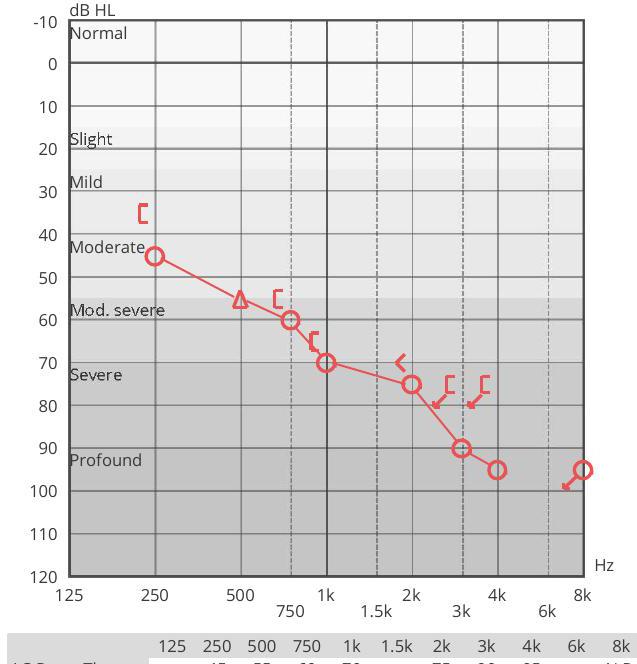 dB HL
-10
Normal
0
10
Slight
20
Mild
30
40
Moderate
50
Mod. severe
60
70
Severe
80
90
Profound
100
110
120
Hz
125 250 500 1k 2k 4k 8k
750 1.5k 3k 6k
125 250 500 750 1k 1.5k 2k 3k 4k 6k 8k